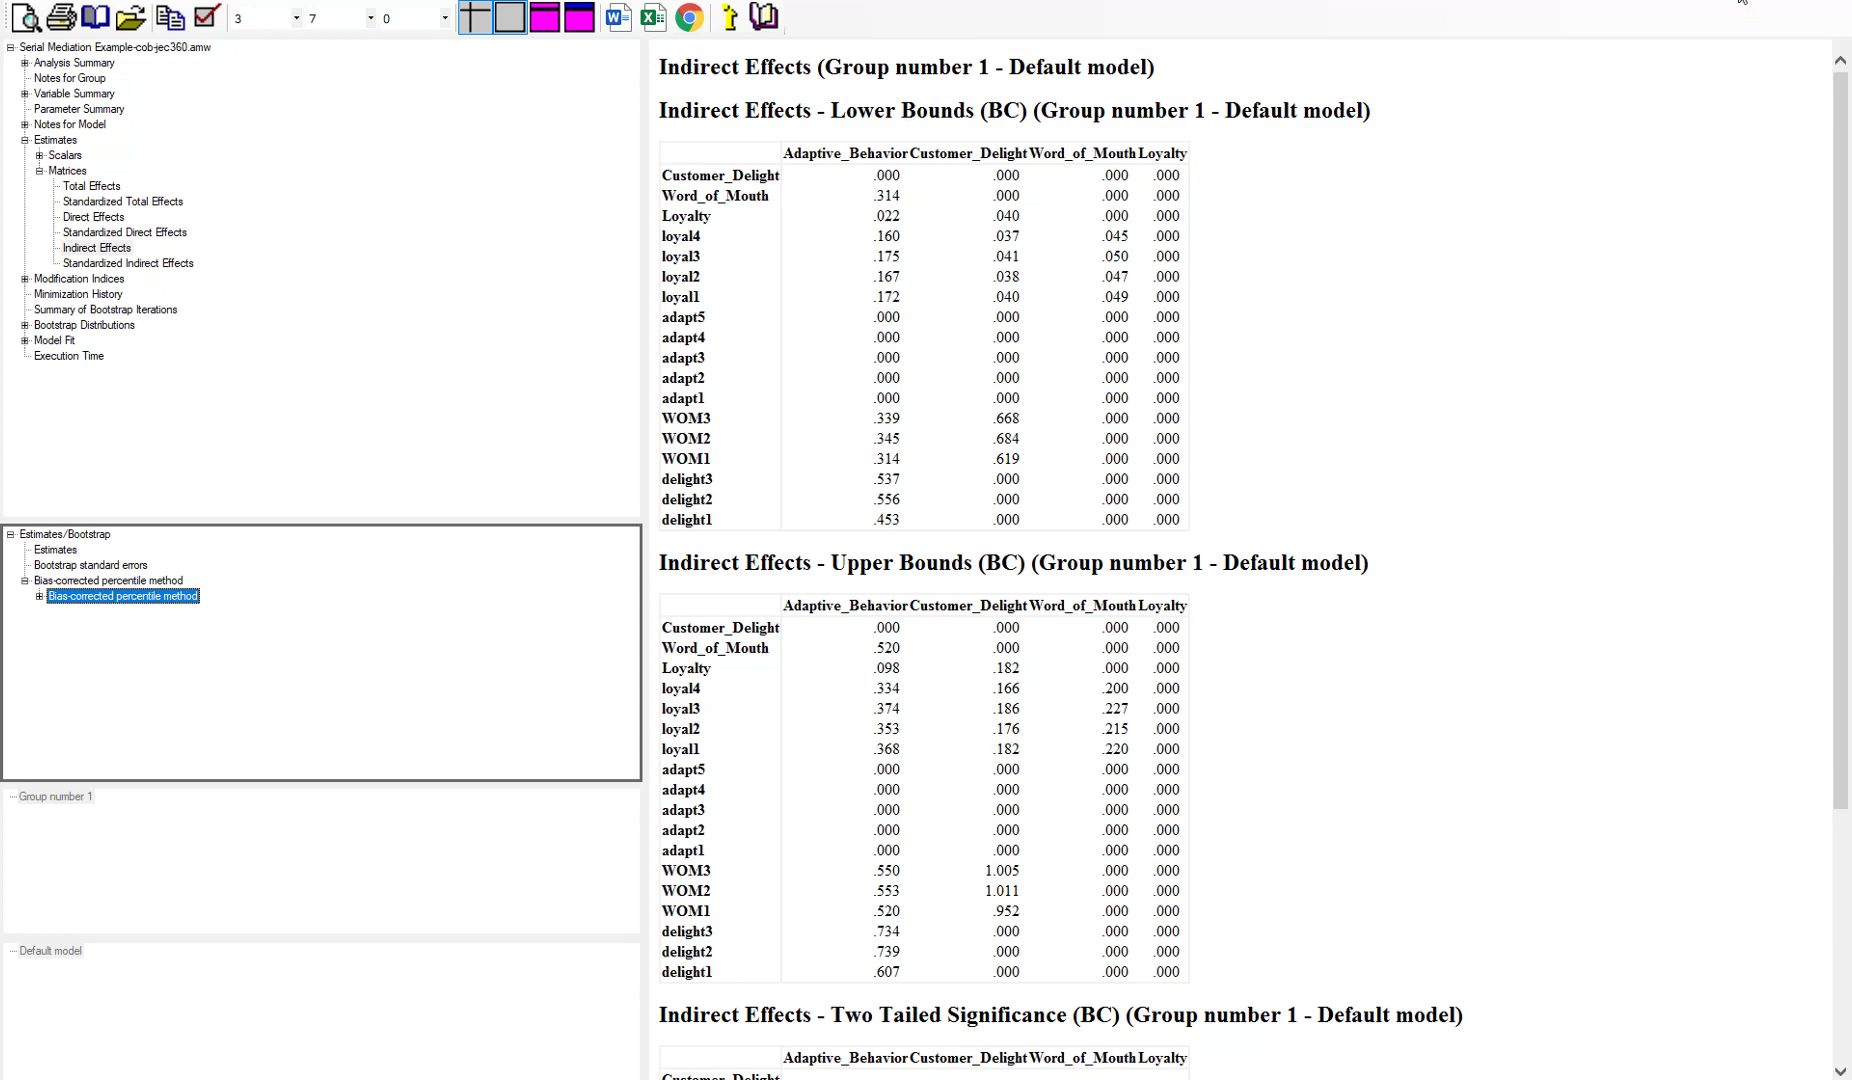 3 7 0
Serial Mediation Example-cob-jec360.amw
Analysis Summary
Notes for Group
Variable Summary
Parameter Summary
Notes for Model
Estimates
Scalars
Matrices
Total Effects
Standardized Total Effects
Direct Effects
Standardized Direct Effects
Indirect Effects
Standardized Indirect Effects
Modification Indices
Minimization History
Summary of Bootstrap Iterations
Bootstrap Distributions
Model Fit
Execution Time
Estimates/Bootstrap
Estimates
Bootstrap standard errors
Bias-corrected percentile method
Bias-corrected percentile method
Group number 1
Default model
Indirect Effects (Group number 1 - Default model)
Indirect Effects - Lower Bounds (BC) (Group number 1 - Default model)
Adaptive_Behavior Customer_Delight Word_of_Mouth Loyalty
Customer_Delight .000 .000 .000 .000
Word_of_Mouth .314 .000 .000 .000
Loyalty .022 .040 .000 .000
loyal4 .160 .037 .045 .000
loyal3 .175 .041 .050 .000
loyal2 .167 .038 .047 .000
loyal1 .172 .040 .049 .000
adapt5 .000 .000 .000 .000
adapt4 .000 .000 .000 .000
adapt3 .000 .000 .000 .000
adapt2 .000 .000 .000 .000
adapt1 .000 .000 .000 .000
WOM3 .339 .668 .000 .000
WOM2 .345 .684 .000 .000
WOM1 .314 .619 .000 .000
delight3 .537 .000 .000 .000
delight2 .556 .000 .000 .000
delight1 .453 .000 .000 .000
Indirect Effects - Upper Bounds (BC) (Group number 1 - Default model)
Adaptive_Behavior Customer_Delight Word_of_Mouth Loyalty
Customer_Delight .000 .000 .000 .000
Word_of_Mouth .520 .000 .000 .000
Loyalty .098 .182 .000 .000
loyal4 .334 .166 .200 .000
loyal3 .374 .186 .227 .000
loyal2 .353 .176 .215 .000
loyal1 .368 .182 .220 .000
adapt5 .000 .000 .000 .000
adapt4 .000 .000 .000 .000
adapt3 .000 .000 .000 .000
adapt2 .000 .000 .000 .000
adapt1 .000 .000 .000 .000
WOM3 .550 1.005 .000 .000
WOM2 .553 1.011 .000 .000
WOM1 .520 .952 .000 .000
delight3 .734 .000 .000 .000
delight2 .739 .000 .000 .000
delight1 .607 .000 .000 .000
Indirect Effects - Two Tailed Significance (BC) (Group number 1 - Default model)
Adaptive_Behavior Customer_Delight Word_of_Mouth Loyalty
Customer_Delight